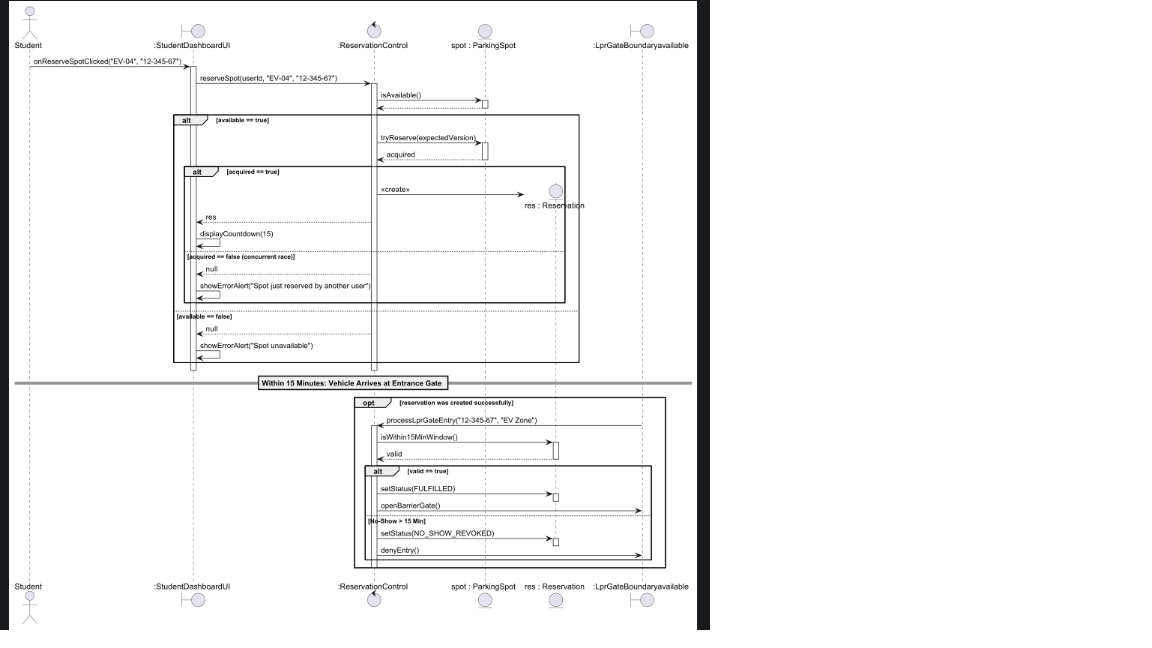 Student
:StudentDashboardUI
:ReservationControl
spot : ParkingSpot
:LprGateBoundaryavailable
onReserveSpotClicked("EV-04", "12-345-67")
reserveSpot(userId, "EV-04", "12-345-67")
isAvailable()
alt
[available == true]
tryReserve(expectedVersion)
acquired
alt
[acquired == true]
«create»
res : Reservation
res
displayCountdown(15)
[acquired == false (concurrent race)]
null
showErrorAlert("Spot just reserved by another user")
[available == false]
null
showErrorAlert("Spot unavailable")
Within 15 Minutes: Vehicle Arrives at Entrance Gate
opt
[reservation was created successfully]
processLprGateEntry("12-345-67", "EV Zone")
isWithin15MinWindow()
valid
alt
[valid == true]
setStatus(FULFILLED)
openBarrierGate()
[No-Show > 15 Min]
setStatus(NO_SHOW_REVOKED)
denyEntry()
Student
:StudentDashboardUI
:ReservationControl
spot : ParkingSpot
res : Reservation
:LprGateBoundaryavailable